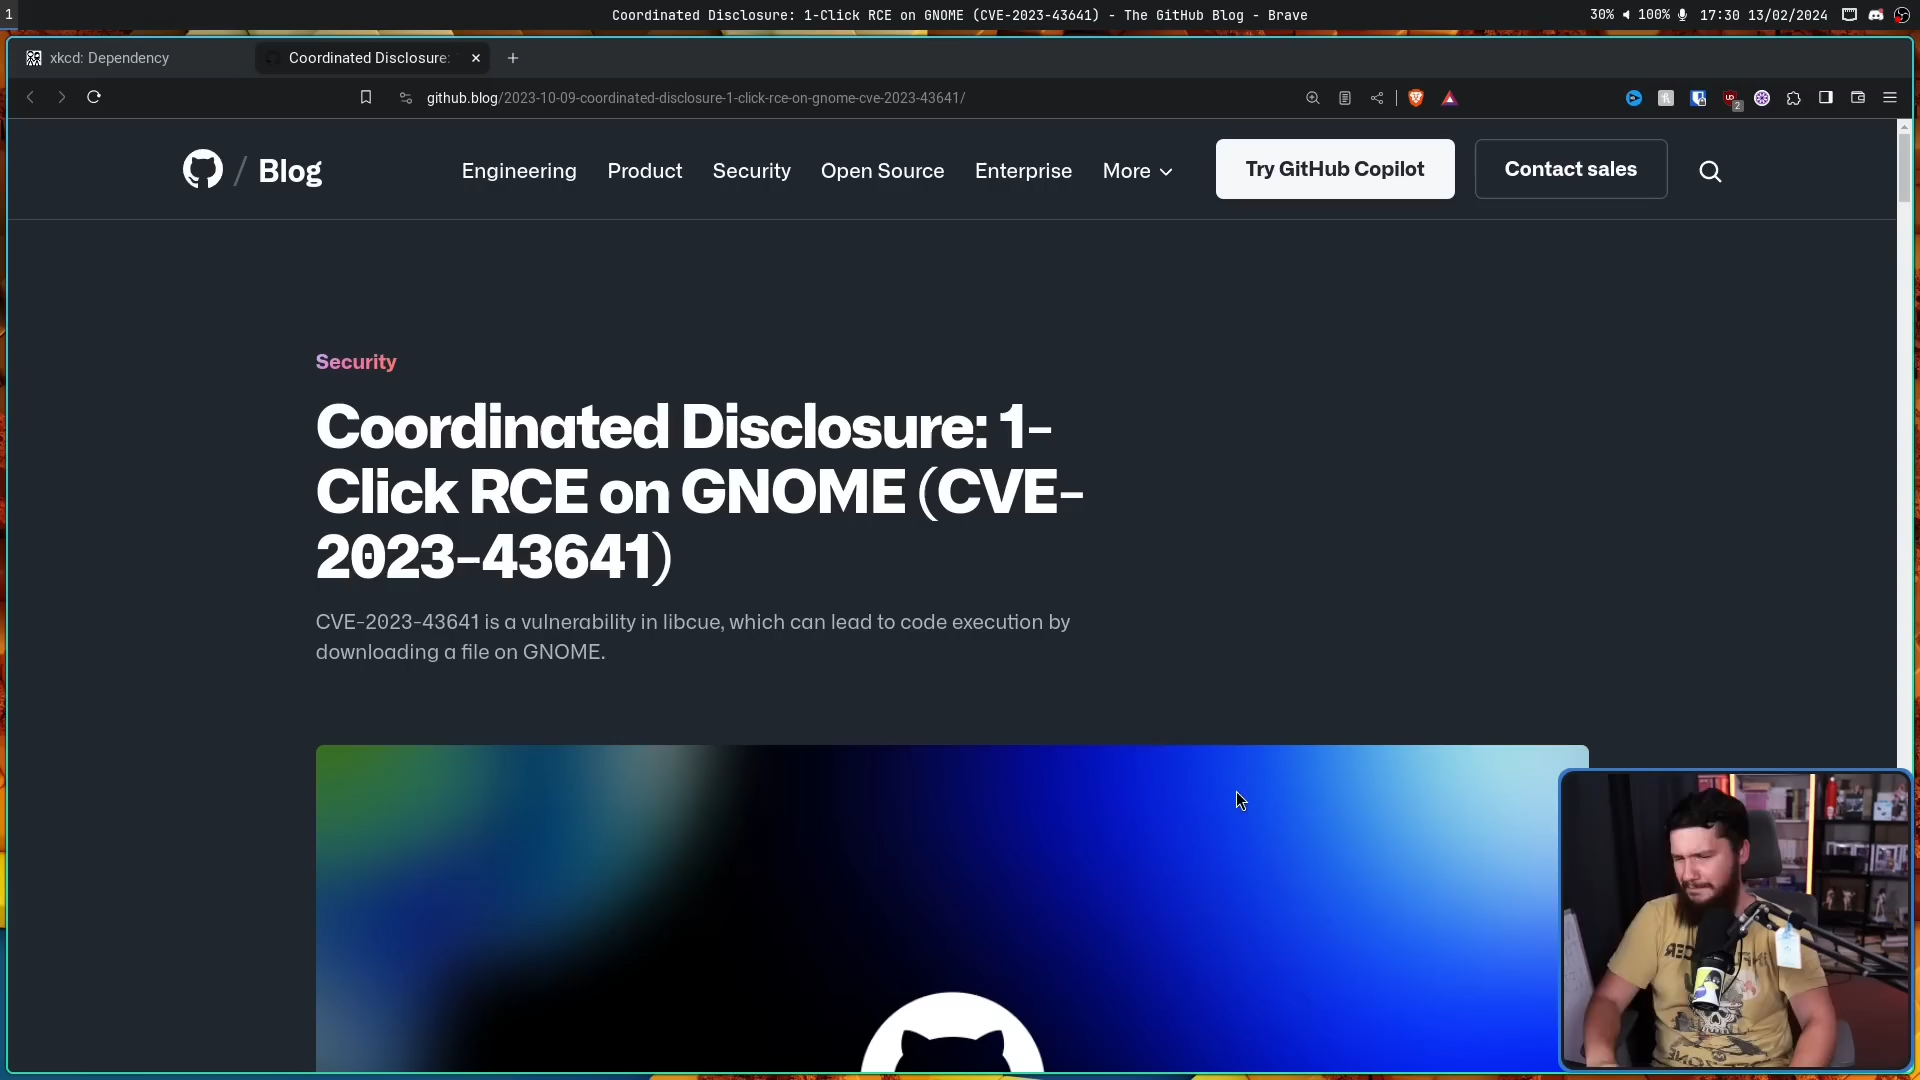 1
Coordinated Disclosure: 1-Click RCE on GNOME (CVE-2023-43641) - The GitHub Blog - Brave
30% 100% 17:30 13/02/2024
xkcd: Dependency
Coordinated Disclosure:
github.blog/2023-10-09-coordinated-disclosure-1-click-rce-on-gnome-cve-2023-43641/
2
/ Blog
Engineering Product Security Open Source Enterprise More
Try GitHub Copilot
Contact sales
Security
Coordinated Disclosure: 1-
Click RCE on GNOME (CVE-
2023-43641)
CVE-2023-43641 is a vulnerability in libcue, which can lead to code execution by
downloading a file on GNOME.